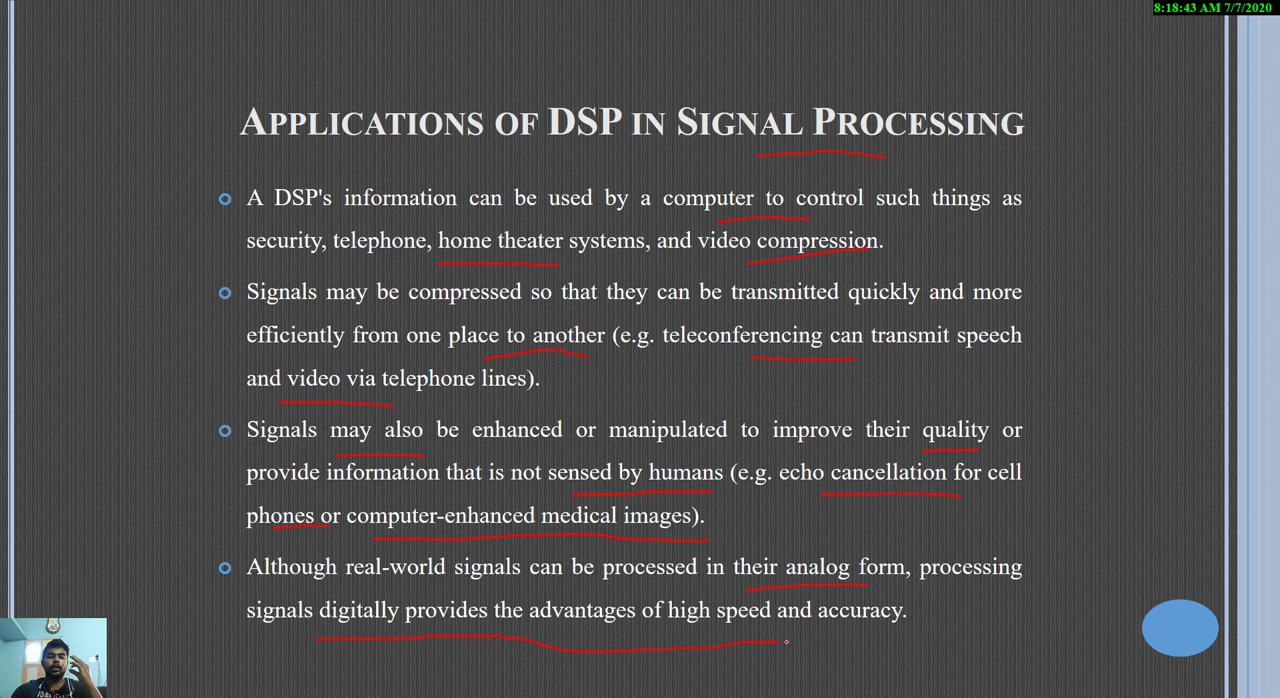 8:18:43 AM 7/7/2020
APPLICATIONS OF DSP IN SIGNAL PROCESSING
A DSP's information can be used by a computer to control such things as
security, telephone, home theater systems, and video compression.
Signals may be compressed so that they can be transmitted quickly and more
efficiently from one place to another (e.g. teleconferencing can transmit speech
and video via telephone lines).
Signals may also be enhanced or manipulated to improve their quality or
provide information that is not sensed by humans (e.g. echo cancellation for cell
phones or computer-enhanced medical images).
Although real-world signals can be processed in their analog form, processing
signals digitally provides the advantages of high speed and accuracy.